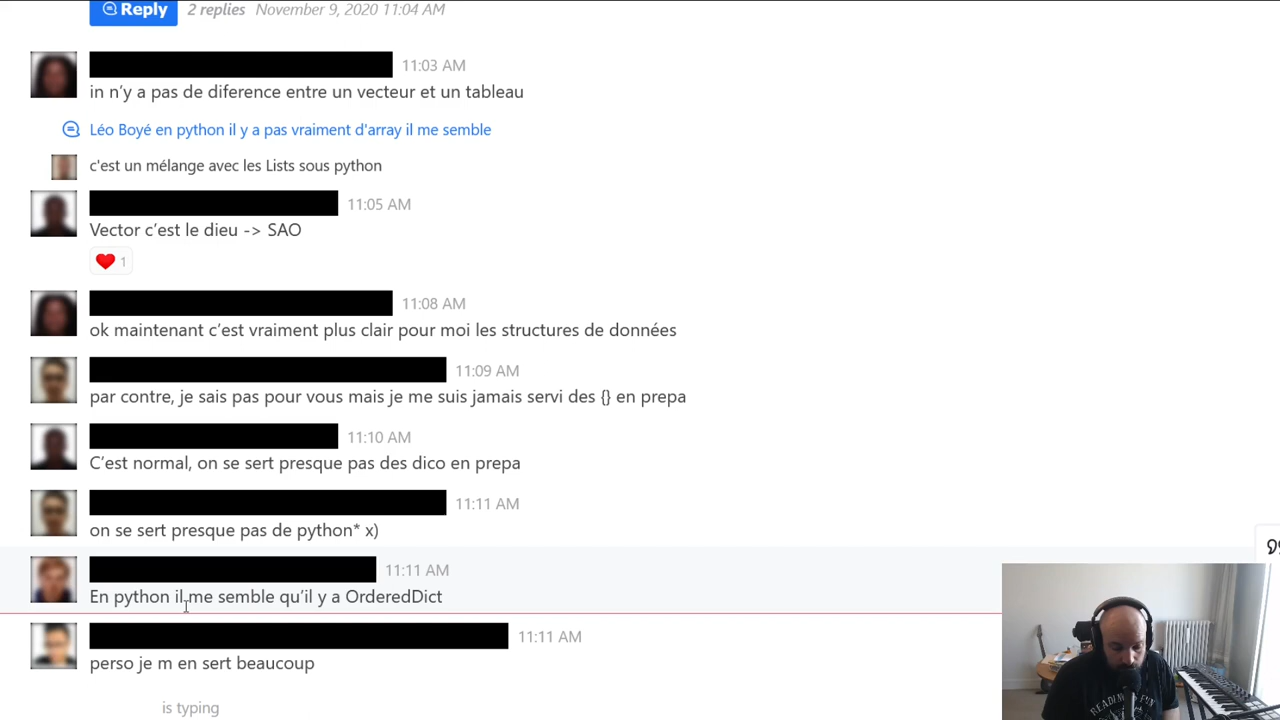 Reply 2 replies November 9, 2020 11:04 AM
11:03 AM
in n'y a pas de diference entre un vecteur et un tableau
Léo Boyé en python il y a pas vraiment d'array il me semble
c'est un mélange avec les Lists sous python
11:05 AM
Vector c'est le dieu -> SAO
1
11:08 AM
ok maintenant c'est vraiment plus clair pour moi les structures de données
11:09 AM
par contre, je sais pas pour vous mais je me suis jamais servi des {} en prepa
11:10 AM
C'est normal, on se sert presque pas des dico en prepa
11:11 AM
on se sert presque pas de python* x)
11:11 AM
En python il me semble qu'il y a OrderedDict
11:11 AM
perso je m en sert beaucoup
is typing